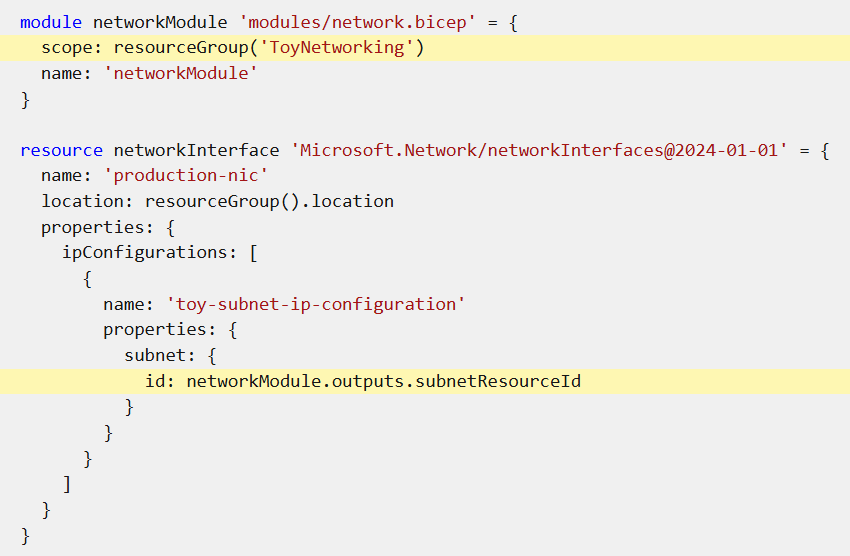 module networkModule 'modules/network.bicep' = {
  scope: resourceGroup('ToyNetworking')
  name: 'networkModule'
}

resource networkInterface 'Microsoft.Network/networkInterfaces@2024-01-01' = {
  name: 'production-nic'
  location: resourceGroup().location
  properties: {
    ipConfigurations: [
      {
        name: 'toy-subnet-ip-configuration'
        properties: {
          subnet: {
            id: networkModule.outputs.subnetResourceId
          }
        }
      }
    ]
  }
}